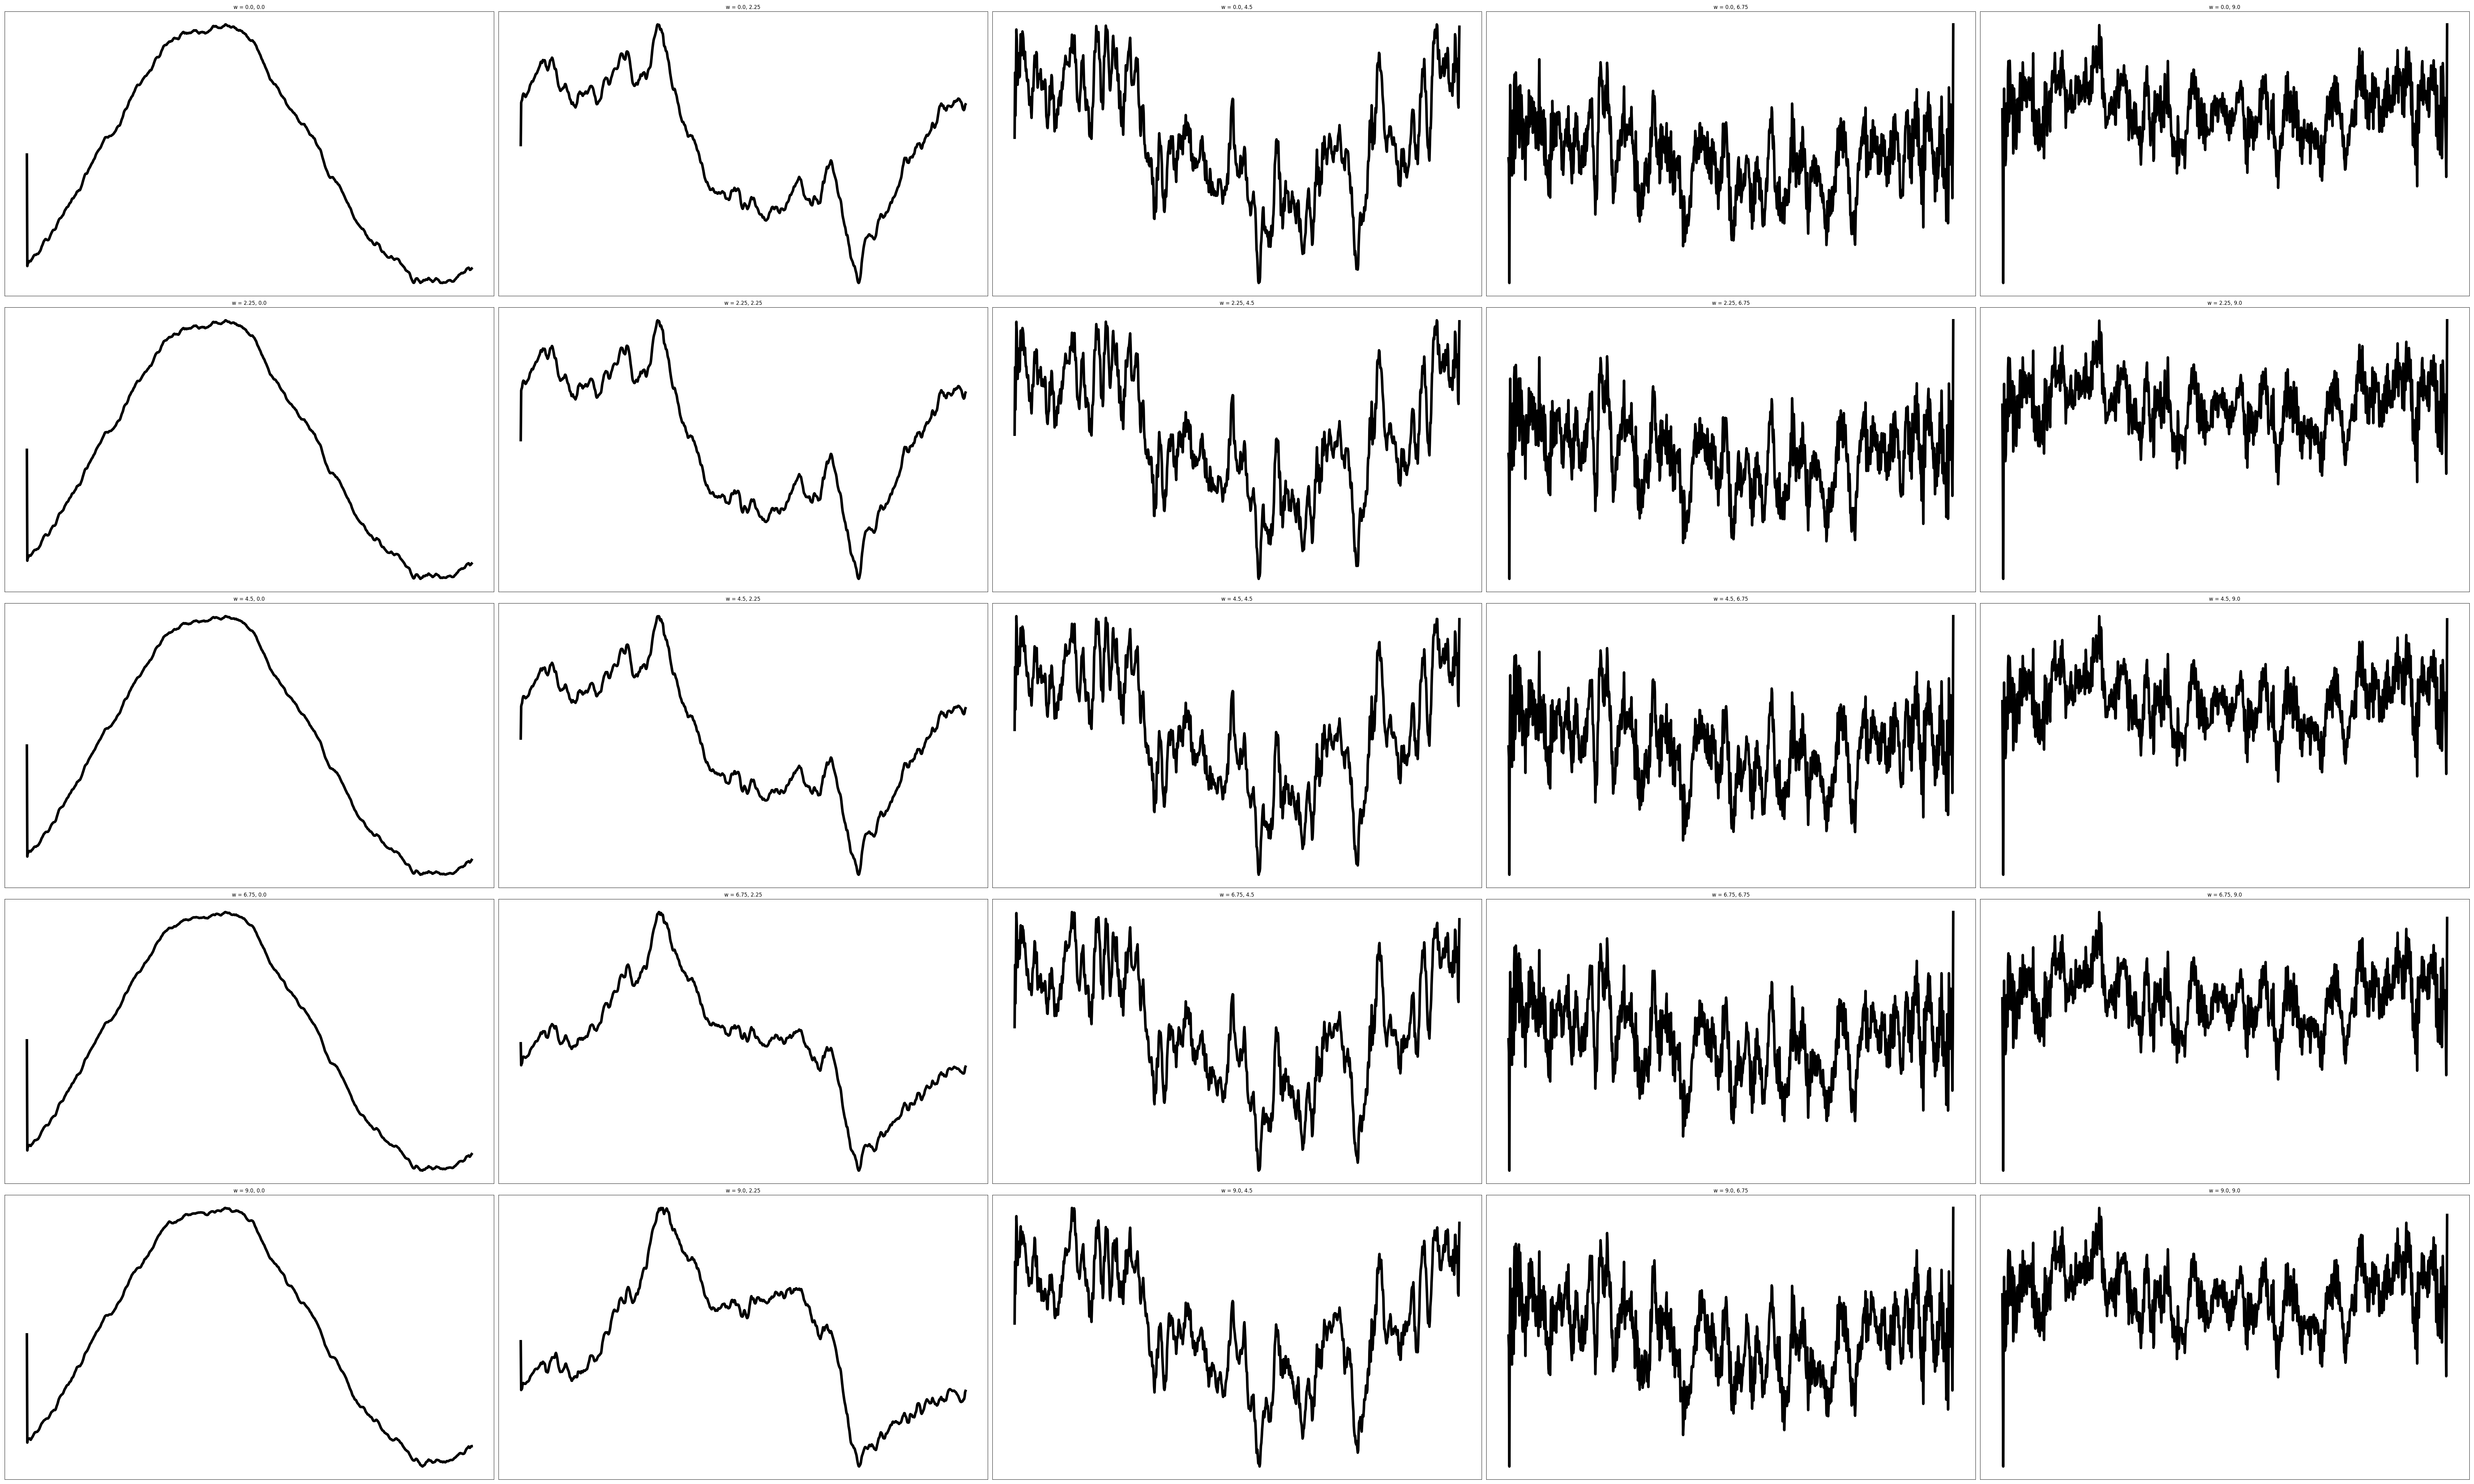 w = 0.0, 0.0
w = 0.0, 2.25
w = 0.0, 4.5
w = 0.0, 6.75
w = 0.0, 9.0
w = 2.25, 0.0
w = 2.25, 2.25
w = 2.25, 4.5
w = 2.25, 6.75
w = 2.25, 9.0
w = 4.5, 0.0
w = 4.5, 2.25
w = 4.5, 4.5
w = 4.5, 6.75
w = 4.5, 9.0
w = 6.75, 0.0
w = 6.75, 2.25
w = 6.75, 4.5
w = 6.75, 6.75
w = 6.75, 9.0
w = 9.0, 0.0
w = 9.0, 2.25
w = 9.0, 4.5
w = 9.0, 6.75
w = 9.0, 9.0